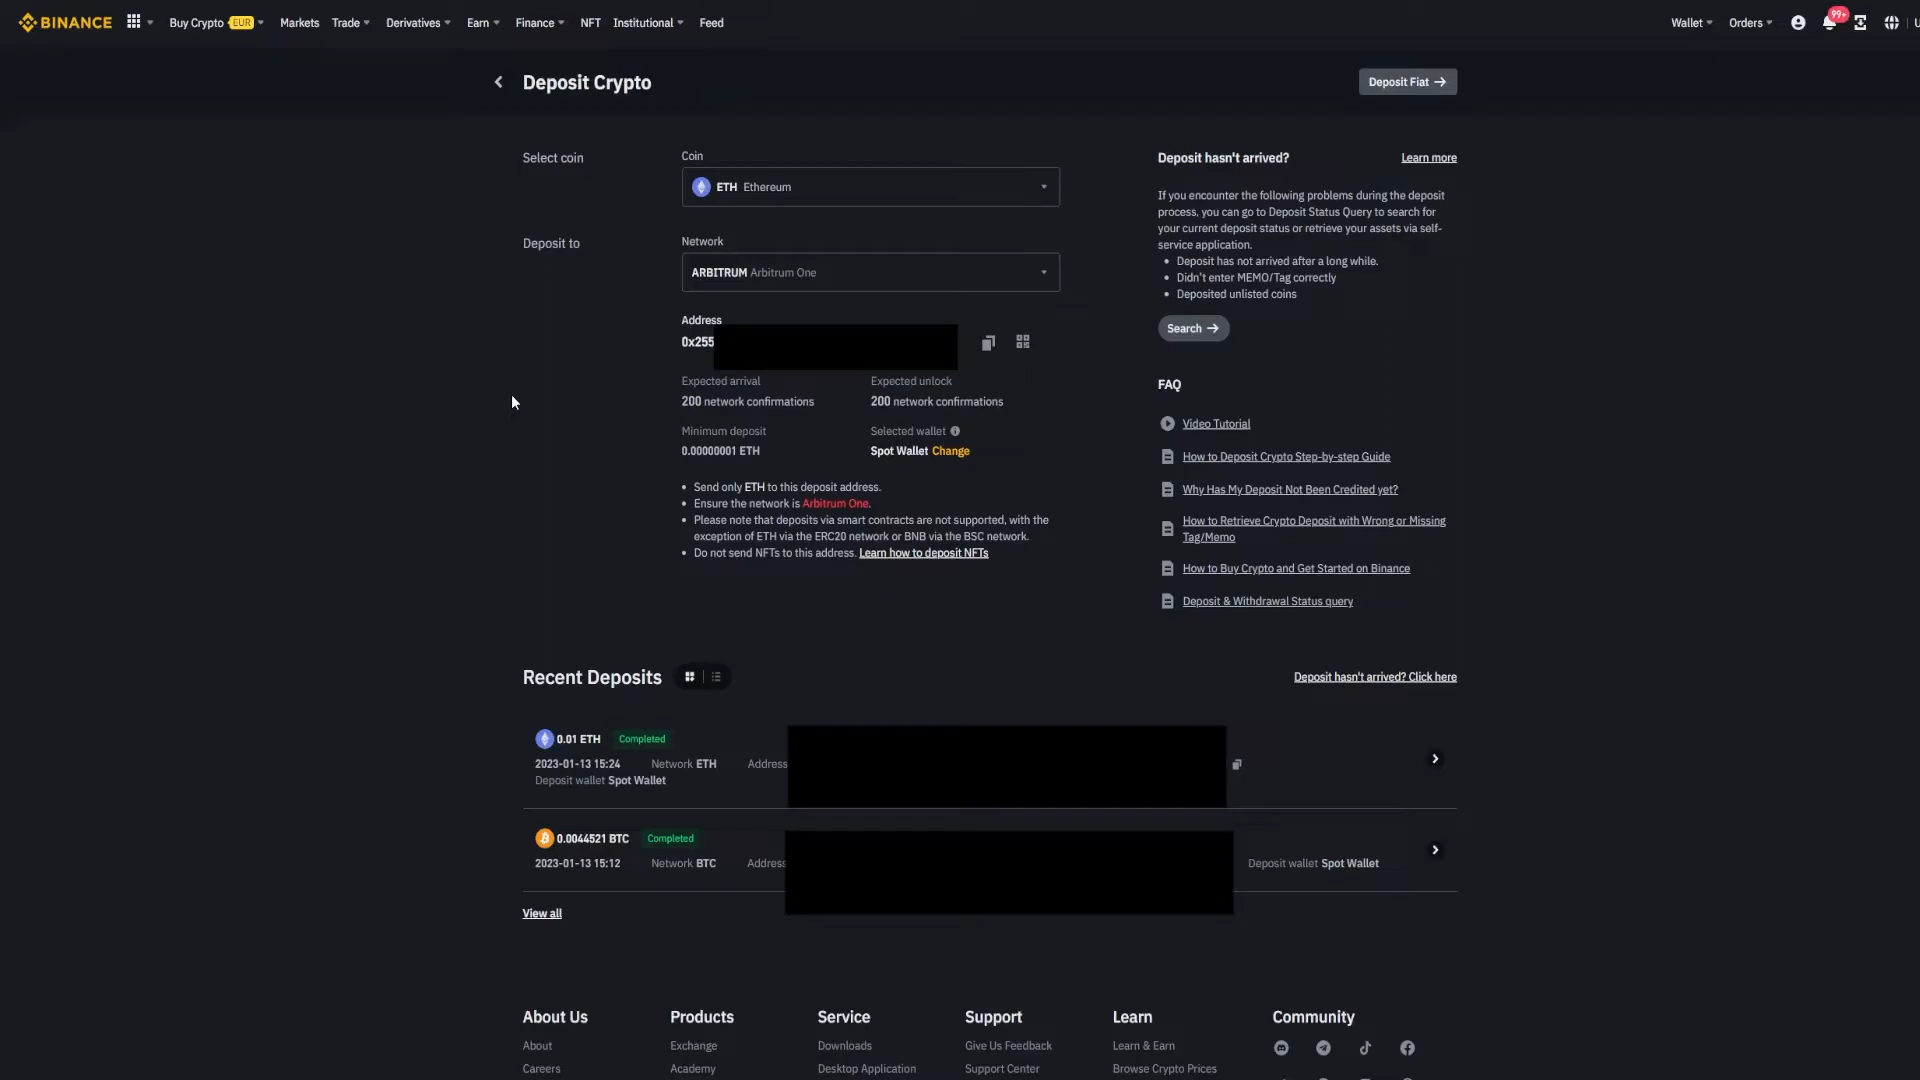 BINANCE
Buy Crypto EUR
Markets
Trade
Derivatives
Earn
Finance
NFT
Institutional
Feed
Wallet
Orders
99+
Deposit Crypto
Deposit Fiat
Select coin
Coin
ETH Ethereum
Deposit to
Network
ARBITRUM Arbitrum One
Address
0x255
Expected arrival
200 network confirmations
Expected unlock
200 network confirmations
Minimum deposit
0.00000001 ETH
Selected wallet
Spot Wallet Change
Send only ETH to this deposit address.
Ensure the network is Arbitrum One.
Please note that deposits via smart contracts are not supported, with the
exception of ETH via the ERC20 network or BNB via the BSC network.
Do not send NFTs to this address. Learn how to deposit NFTs
Deposit hasn't arrived?
Learn more
If you encounter the following problems during the deposit
process, you can go to Deposit Status Query to search for
your current deposit status or retrieve your assets via self-
service application.
Deposit has not arrived after a long while.
Didn't enter MEMO/Tag correctly
Deposited unlisted coins
Search
FAQ
Video Tutorial
How to Deposit Crypto Step-by-step Guide
Why Has My Deposit Not Been Credited yet?
How to Retrieve Crypto Deposit with Wrong or Missing
Tag/Memo
How to Buy Crypto and Get Started on Binance
Deposit & Withdrawal Status query
Recent Deposits
Deposit hasn't arrived? Click here
0.01 ETH Completed
2023-01-13 15:24 Network ETH Address
Deposit wallet Spot Wallet
0.0044521 BTC Completed
2023-01-13 15:12 Network BTC Address Deposit wallet Spot Wallet
View all
About Us
About
Careers
Products
Exchange
Academy
Service
Downloads
Desktop Application
Support
Give Us Feedback
Support Center
Learn
Learn & Earn
Browse Crypto Prices
Community